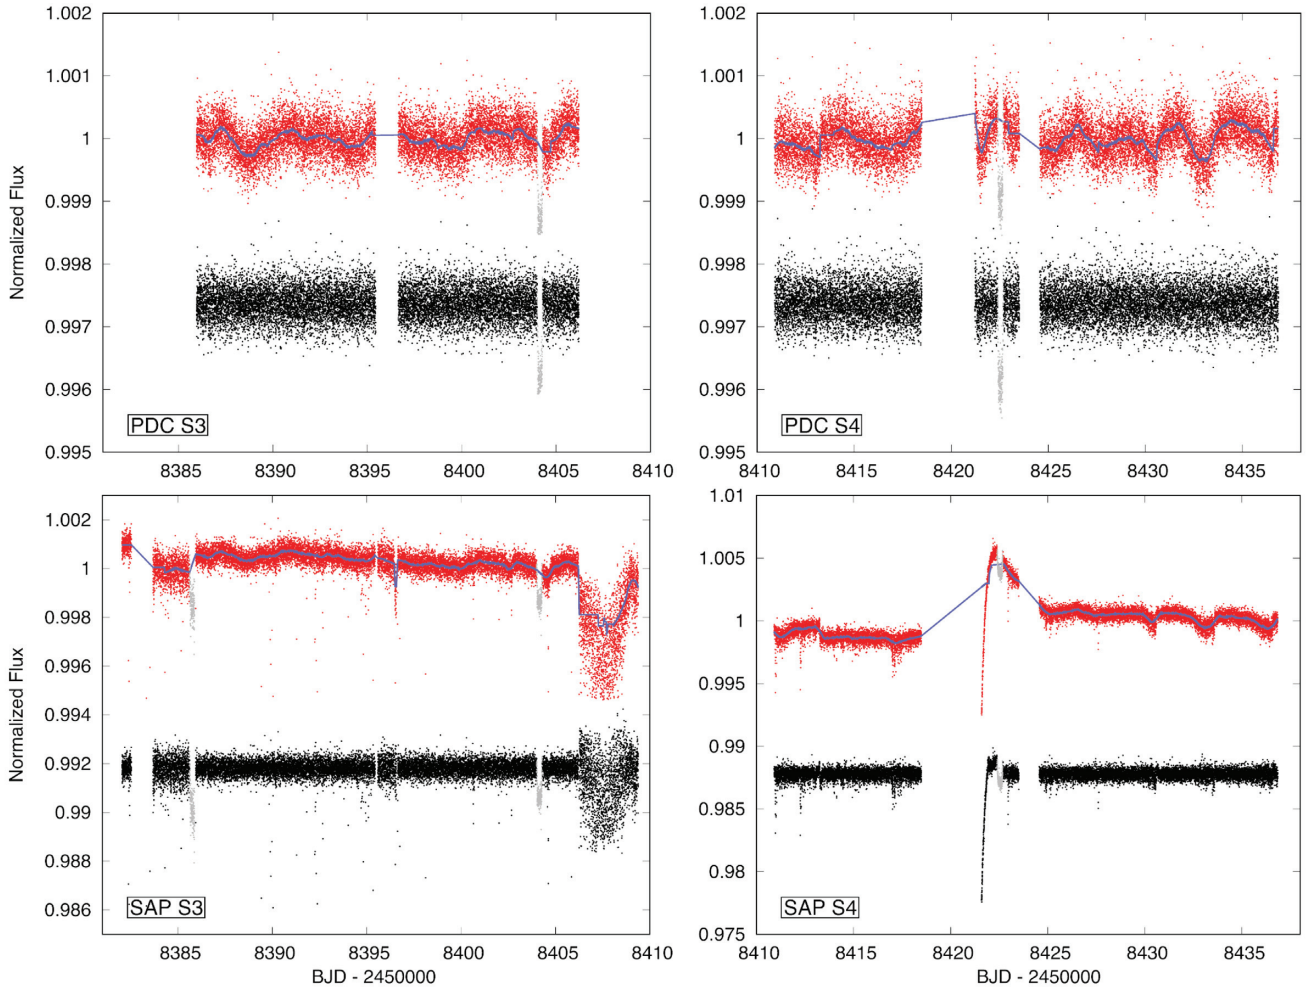 1.002
1.001
1
0.999
0.998
0.997
0.996
0.995
Normalized Flux
PDC S3
8385 8390 8395 8400 8405 8410
1.002
1.001
1
0.999
0.998
0.997
0.996
0.995
PDC S4
8410 8415 8420 8425 8430 8435
1.002
1
0.998
0.996
0.994
0.992
0.99
0.988
0.986
Normalized Flux
SAP S3
8385 8390 8395 8400 8405 8410
BJD - 2450000
1.01
1.005
1
0.995
0.99
0.985
0.98
0.975
SAP S4
8410 8415 8420 8425 8430 8435
BJD - 2450000